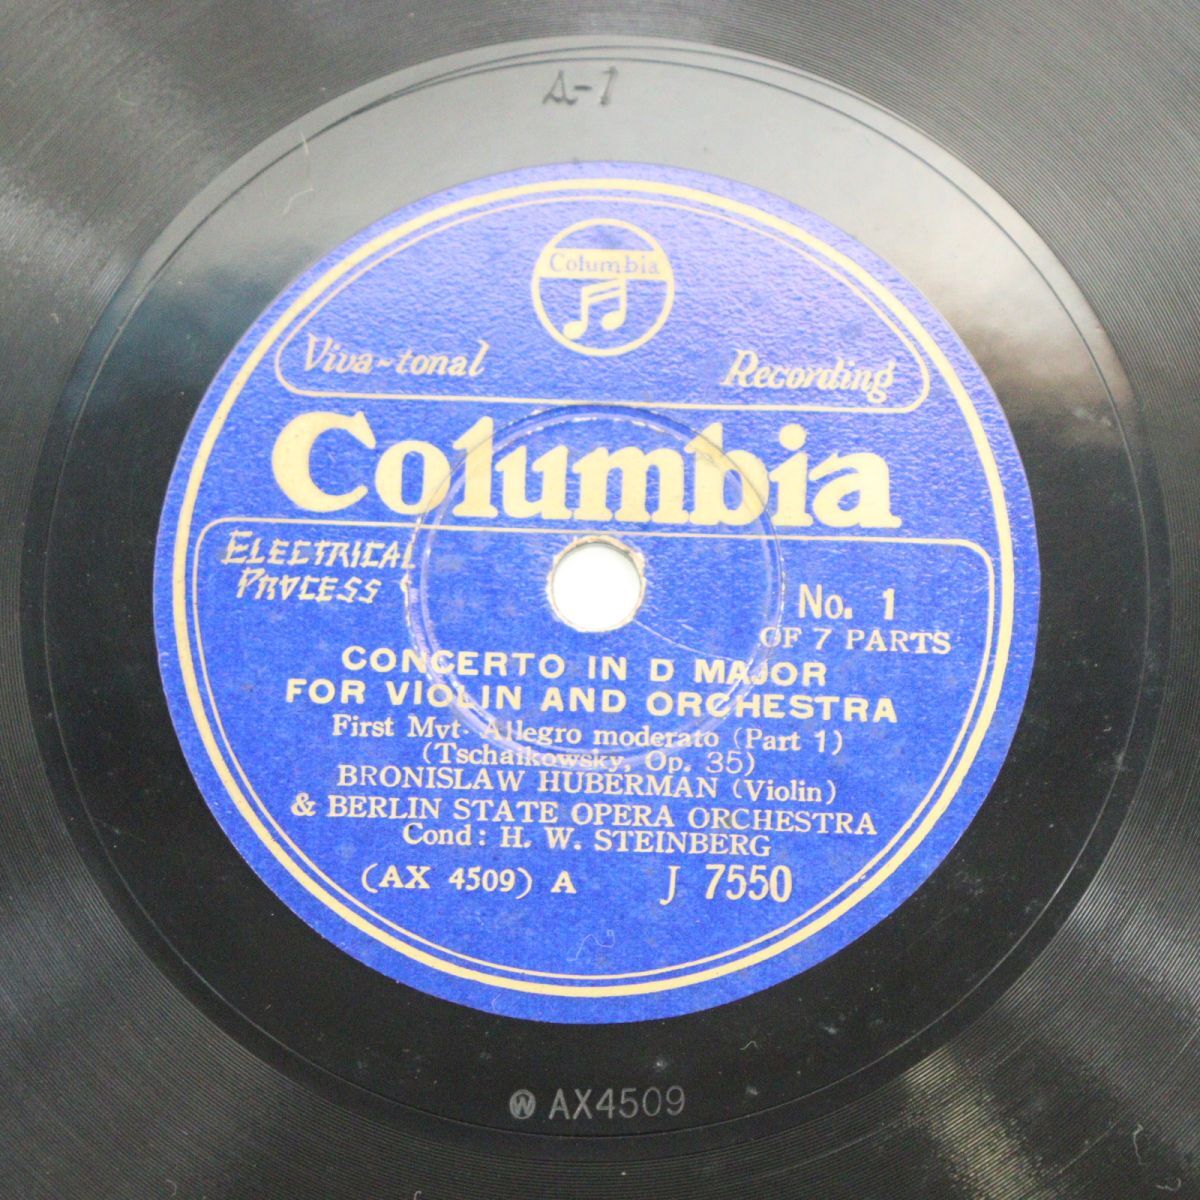 A-1
Columbia
Viva-tonal Recording
Columbia
ELECTRICAL
PROCESS
No. 1
OF 7 PARTS
CONCERTO IN D MAJOR
FOR VIOLIN AND ORCHESTRA
First Mvt. Allegro moderato (Part 1)
(Tschaikowsky, Op. 35)
BRONISLAW HUBERMAN (Violin)
& BERLIN STATE OPERA ORCHESTRA
Cond: H. W. STEINBERG
(AX 4509) A J 7550
Ⓦ AX4509